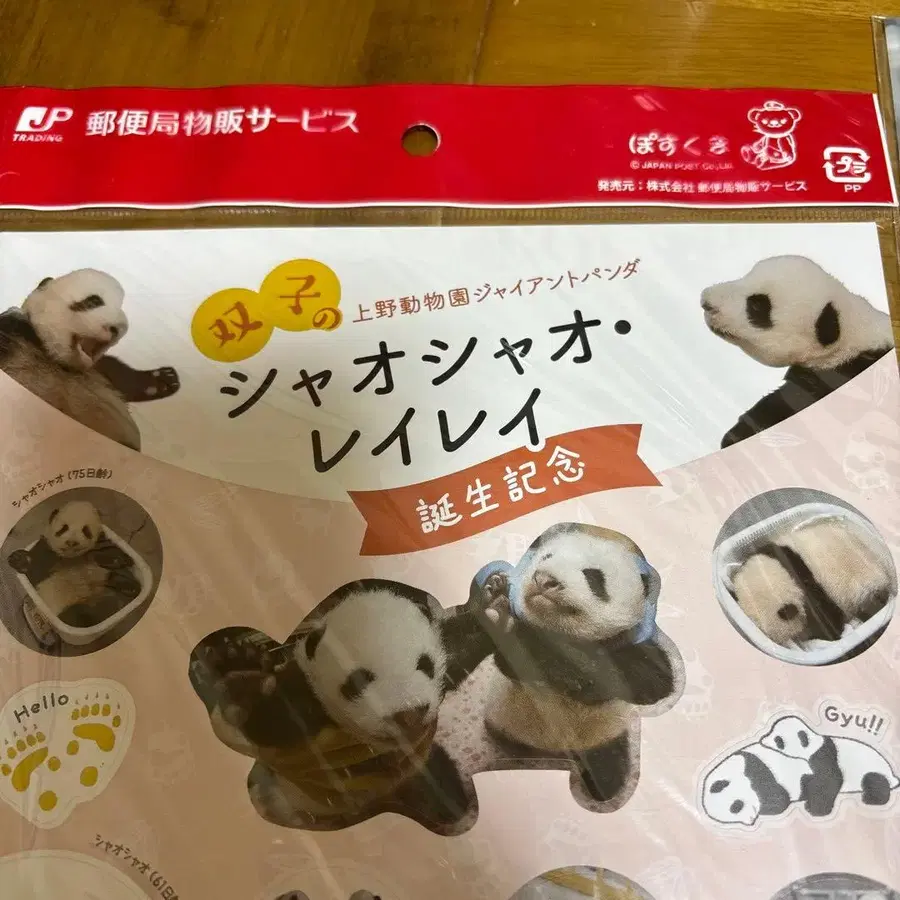 JP
TRADING
郵便局物販サービス
ぽすくま
© JAPAN POST Co.,Ltd.
発売元:株式会社 郵便局物販サービス
プラ
PP
双子の
上野動物園ジャイアントパンダ
シャオシャオ・
レイレイ
誕生記念
シャオシャオ(75日齢)
Hello
Gyu!!
シャオシャオ(61日